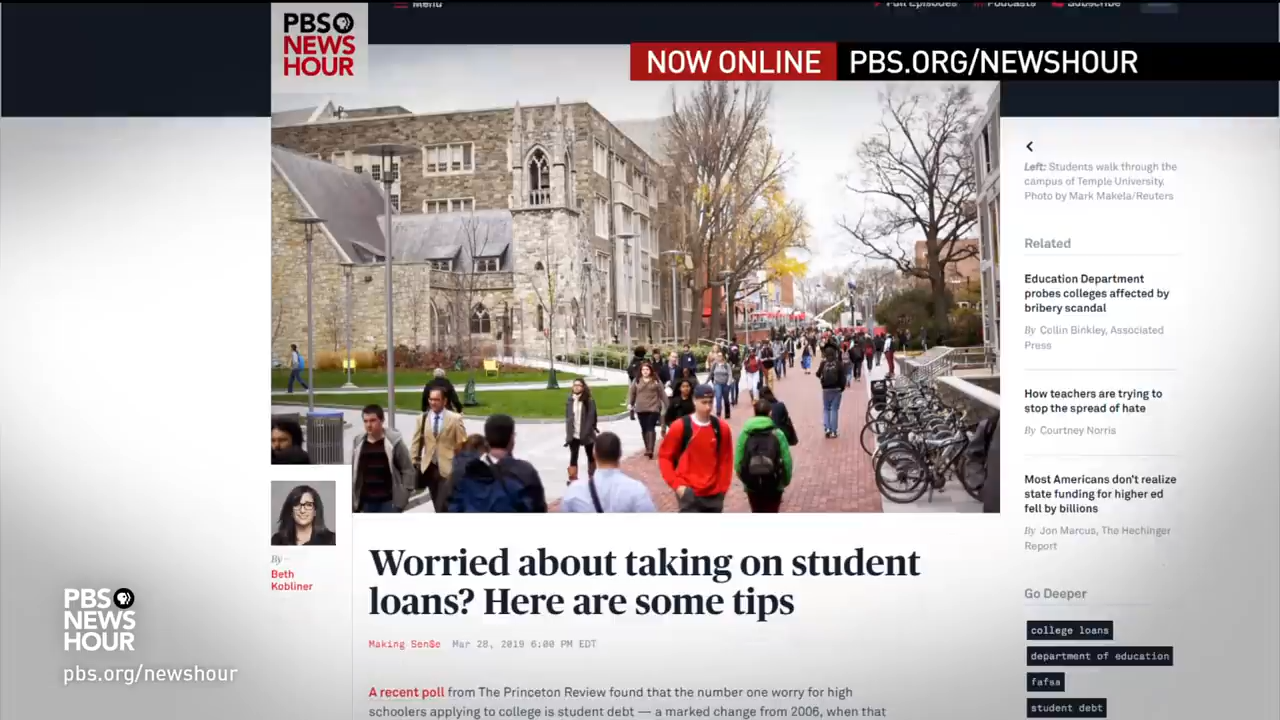 Menu
Full Episodes
Podcasts
Subscribe
PBS
NEWS
HOUR
NOW ONLINE
PBS.ORG/NEWSHOUR
Left: Students walk through the
campus of Temple University.
Photo by Mark Makela/Reuters
Related
Education Department
probes colleges affected by
bribery scandal
By Collin Binkley, Associated
Press
How teachers are trying to
stop the spread of hate
By Courtney Norris
Most Americans don't realize
state funding for higher ed
fell by billions
By Jon Marcus, The Hechinger
Report
Go Deeper
college loans
department of education
fafsa
student debt
By —
Beth
Kobliner
Worried about taking on student
loans? Here are some tips
Making Sen$e Mar 28, 2019 6:00 PM EDT
A recent poll from The Princeton Review found that the number one worry for high
schoolers applying to college is student debt — a marked change from 2006, when that
PBS
NEWS
HOUR
pbs.org/newshour